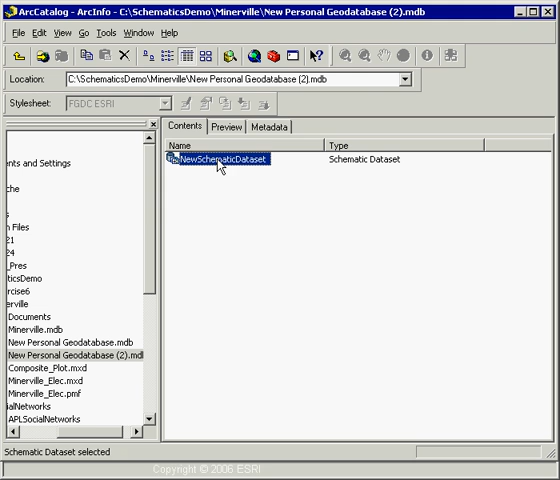 ArcCatalog - ArcInfo - C:\SchematicsDemo\Minerville\New Personal Geodatabase (2).mdb
File Edit View Go Tools Window Help
Location: C:\SchematicsDemo\Minerville\New Personal Geodatabase (2).mdb
Stylesheet: FGDC ESRI
Contents Preview Metadata
Name Type
NewSchematicDataset Schematic Dataset
ents and Settings
che
s
n Files
21
24
_Pres
ticsDemo
rcise6
erville
Documents
Minerville.mdb
New Personal Geodatabase.mdb
New Personal Geodatabase (2).mdl
Composite_Plot.mxd
Minerville_Elec.mxd
Minerville_Elec.pmf
ialNetworks
APLSocialNetworks
Schematic Dataset selected
Copyright © 2006 ESRI